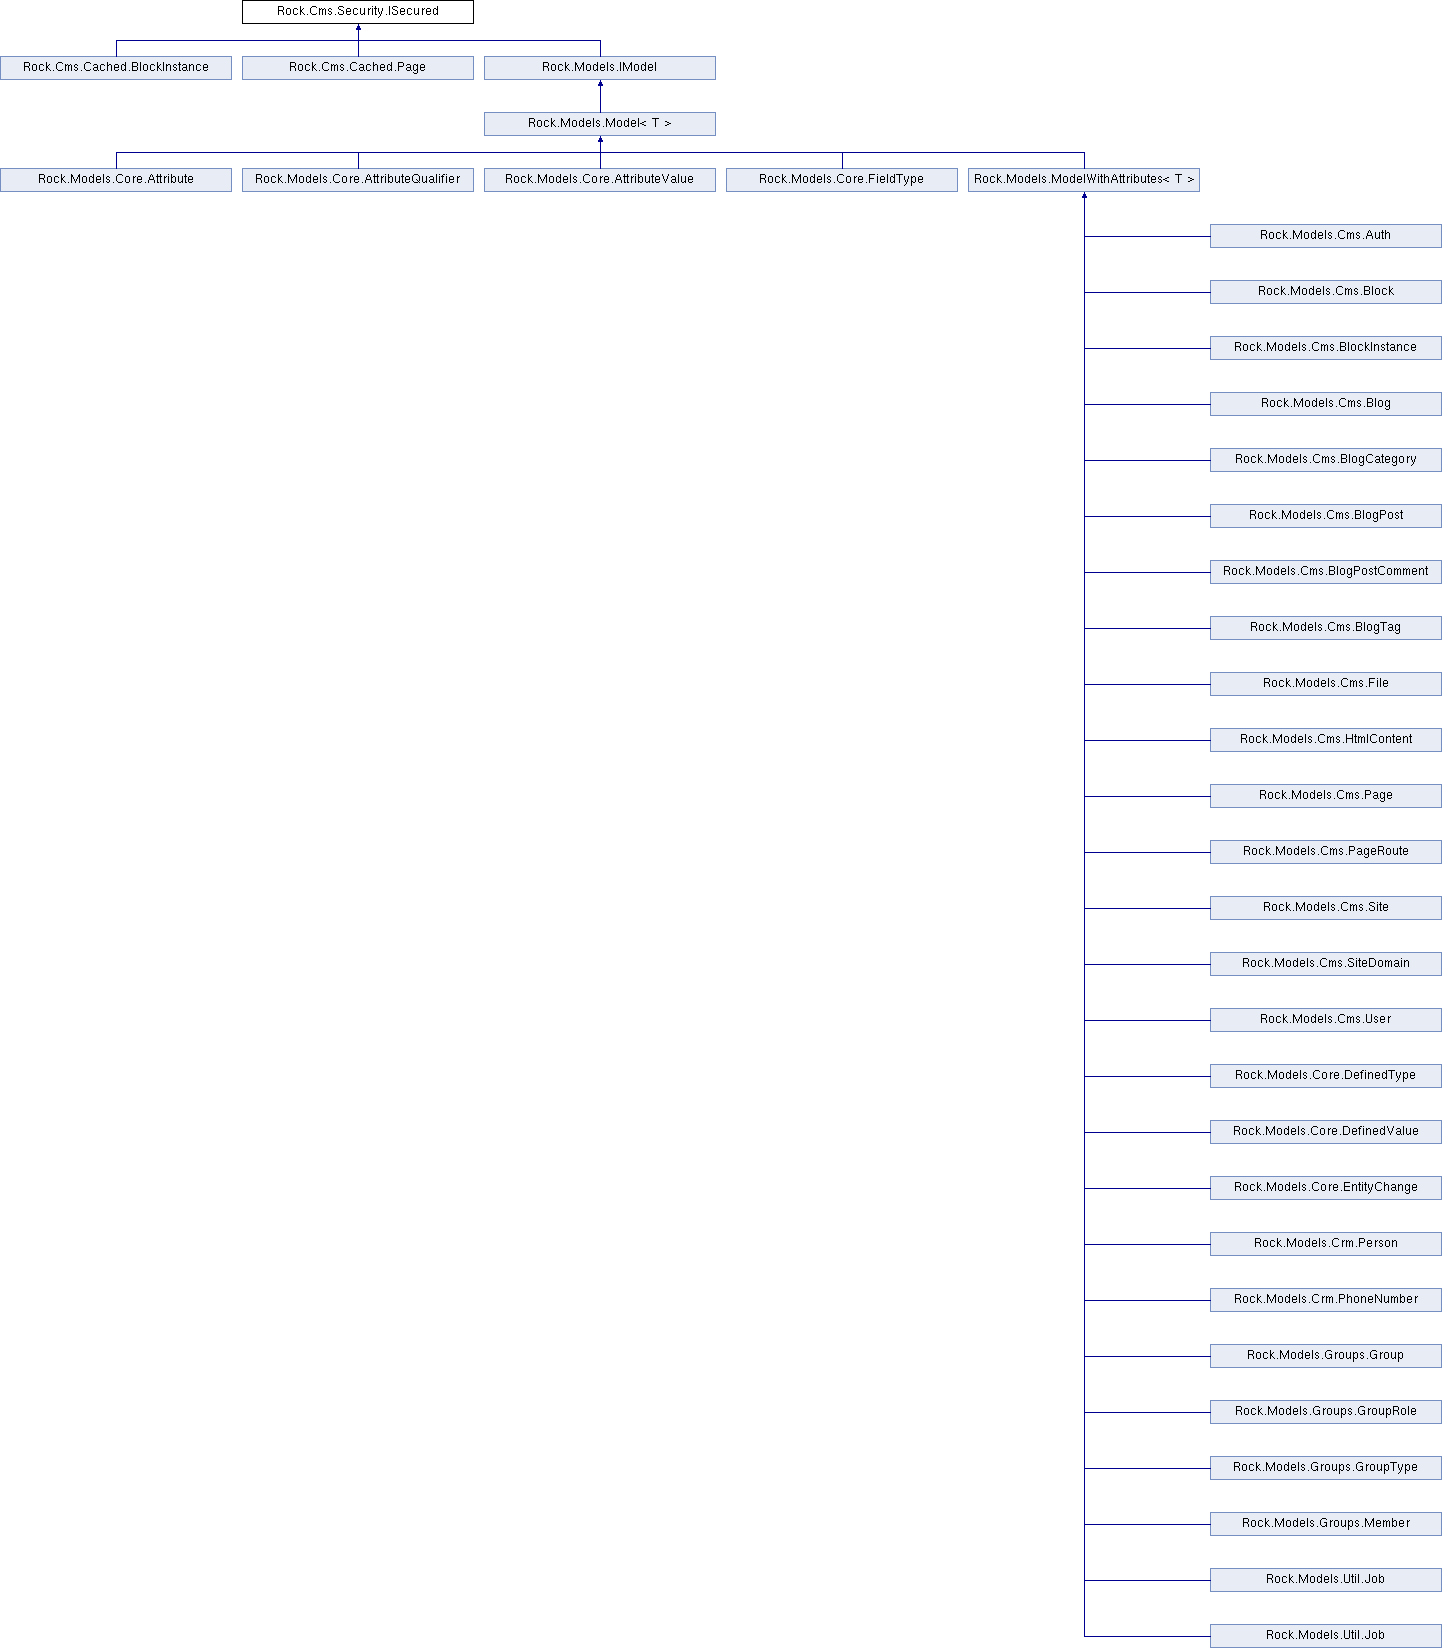 Rock.Cms.Security.ISecured
Rock.Cms.Cached.BlockInstance
Rock.Cms.Cached.Page
Rock.Models.IModel
Rock.Models.Model< T >
Rock.Models.Core.Attribute
Rock.Models.Core.AttributeQualifier
Rock.Models.Core.AttributeValue
Rock.Models.Core.FieldType
Rock.Models.ModelWithAttributes< T >
Rock.Models.Cms.Auth
Rock.Models.Cms.Block
Rock.Models.Cms.BlockInstance
Rock.Models.Cms.Blog
Rock.Models.Cms.BlogCategory
Rock.Models.Cms.BlogPost
Rock.Models.Cms.BlogPostComment
Rock.Models.Cms.BlogTag
Rock.Models.Cms.File
Rock.Models.Cms.HtmlContent
Rock.Models.Cms.Page
Rock.Models.Cms.PageRoute
Rock.Models.Cms.Site
Rock.Models.Cms.SiteDomain
Rock.Models.Cms.User
Rock.Models.Core.DefinedType
Rock.Models.Core.DefinedValue
Rock.Models.Core.EntityChange
Rock.Models.Crm.Person
Rock.Models.Crm.PhoneNumber
Rock.Models.Groups.Group
Rock.Models.Groups.GroupRole
Rock.Models.Groups.GroupType
Rock.Models.Groups.Member
Rock.Models.Util.Job
Rock.Models.Util.Job